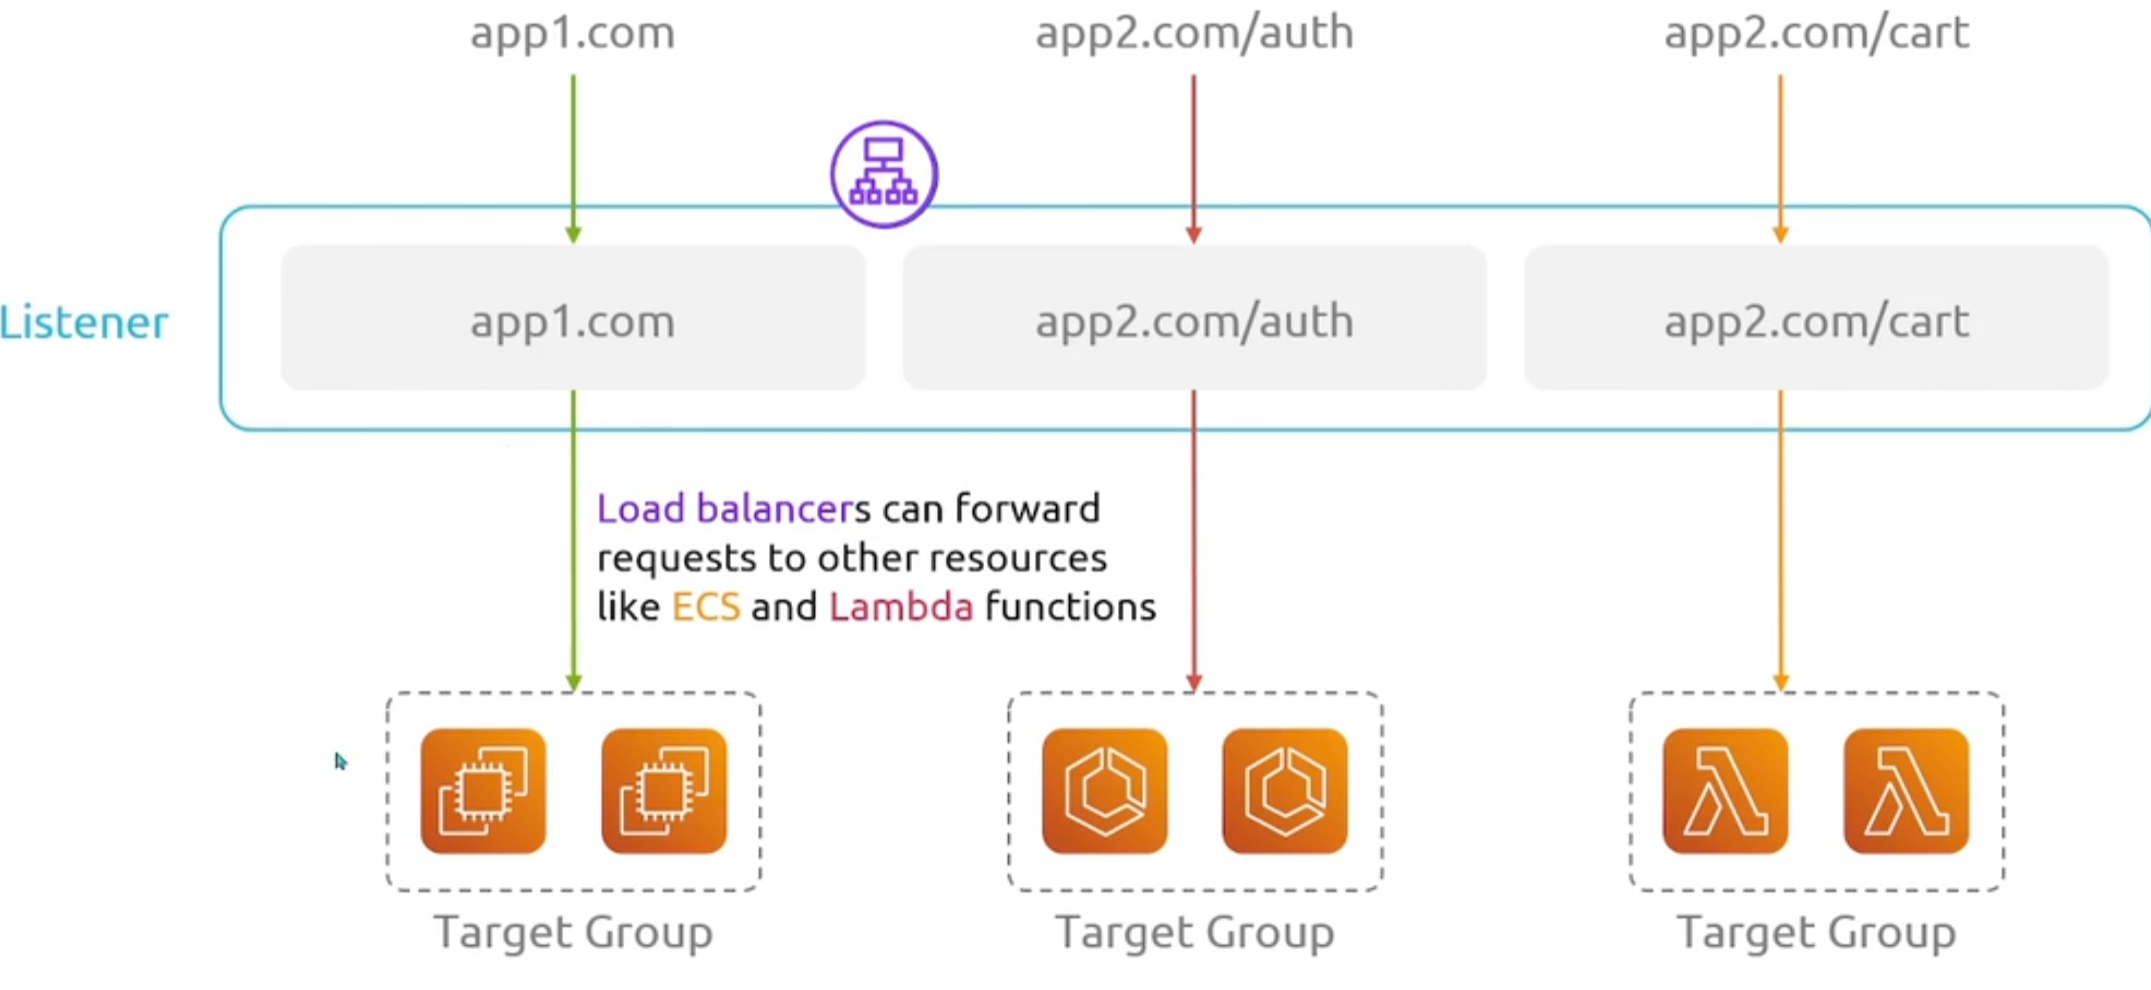 app1.com
app2.com/auth
app2.com/cart
Listener
app1.com
app2.com/auth
app2.com/cart
Load balancers can forward
requests to other resources
like ECS and Lambda functions
Target Group
Target Group
Target Group